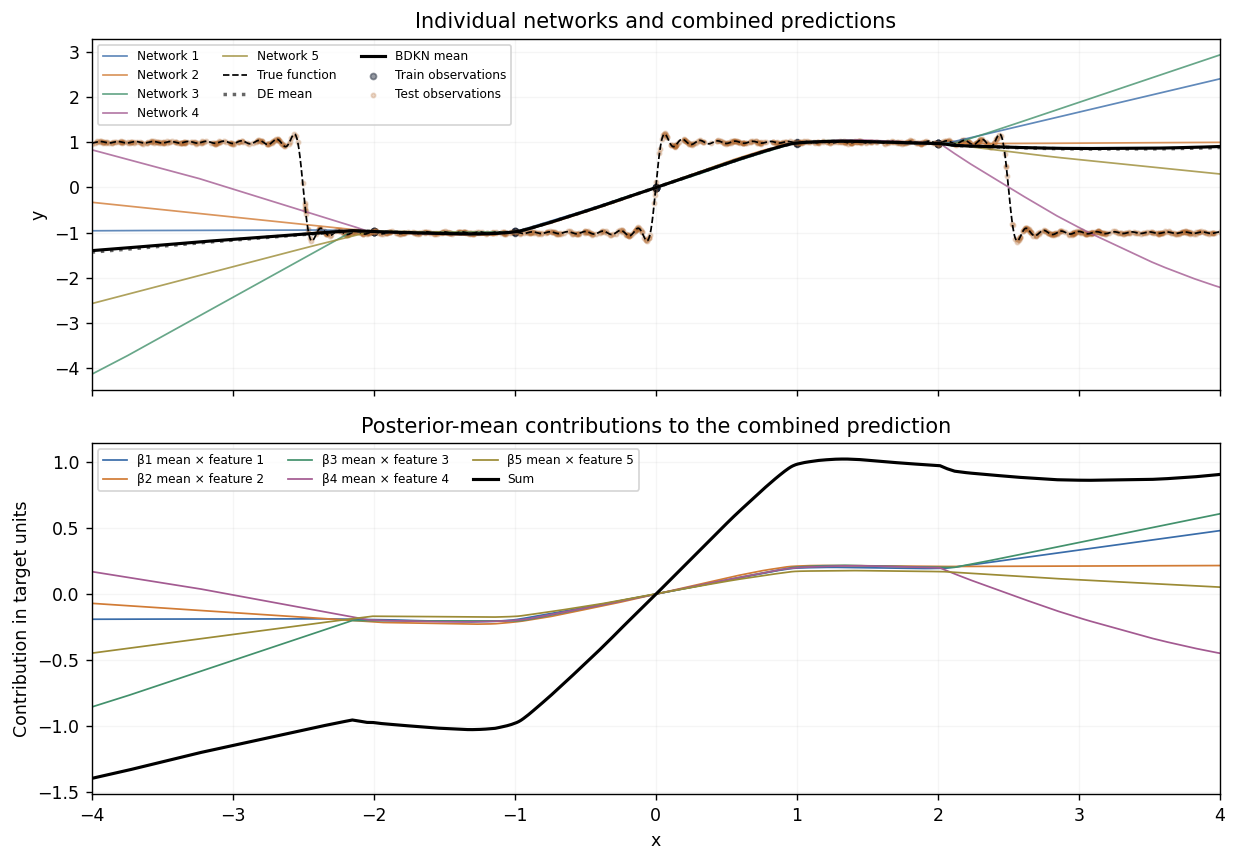 Individual networks and combined predictions
3
2
1
0
−1
−2
−3
−4
y
Network 1
Network 2
Network 3
Network 4
Network 5
True function
DE mean
BDKN mean
Train observations
Test observations
Posterior-mean contributions to the combined prediction
1.0
0.5
0.0
−0.5
−1.0
−1.5
Contribution in target units
β1 mean × feature 1
β2 mean × feature 2
β3 mean × feature 3
β4 mean × feature 4
β5 mean × feature 5
Sum
−4 −3 −2 −1 0 1 2 3 4
x